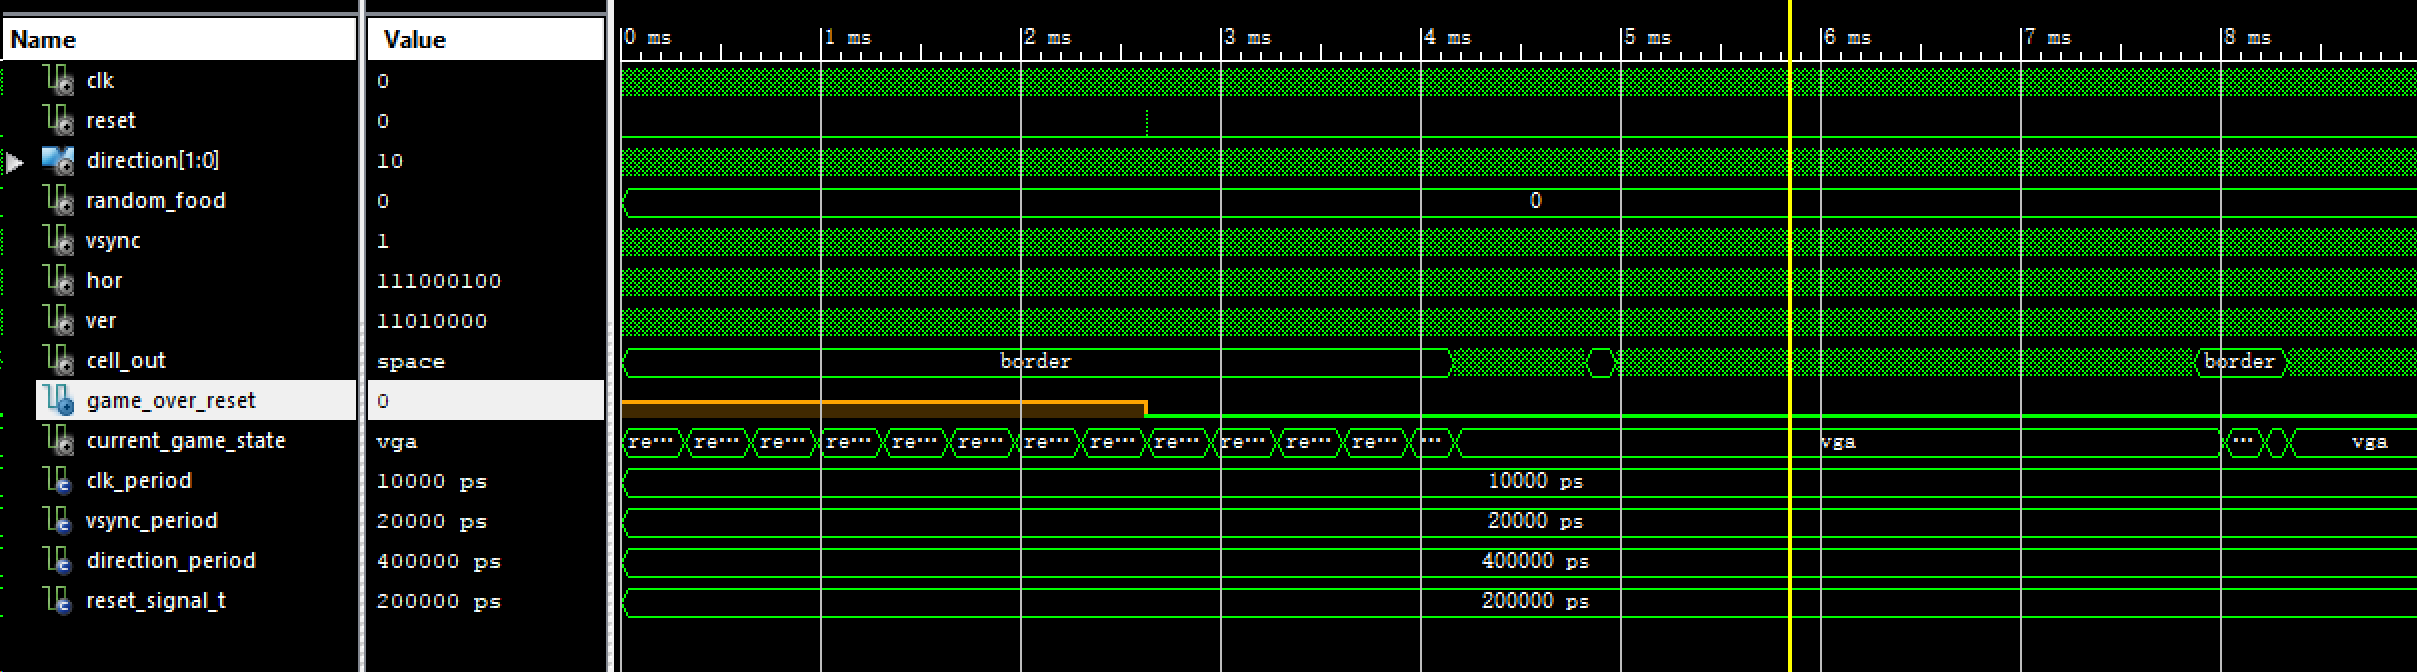 Name Value 0 ms 1 ms 2 ms 3 ms 4 ms 5 ms 6 ms 7 ms 8 ms
clk 0
reset 0
direction[1:0] 10
random_food 0 0
vsync 1
hor 111000100
ver 11010000
cell_out space border border
game_over_reset 0
current_game_state vga re··· re··· re··· re··· re··· re··· re··· re··· re··· re··· re··· re··· ··· vga ··· vga
clk_period 10000 ps 10000 ps
vsync_period 20000 ps 20000 ps
direction_period 400000 ps 400000 ps
reset_signal_t 200000 ps 200000 ps